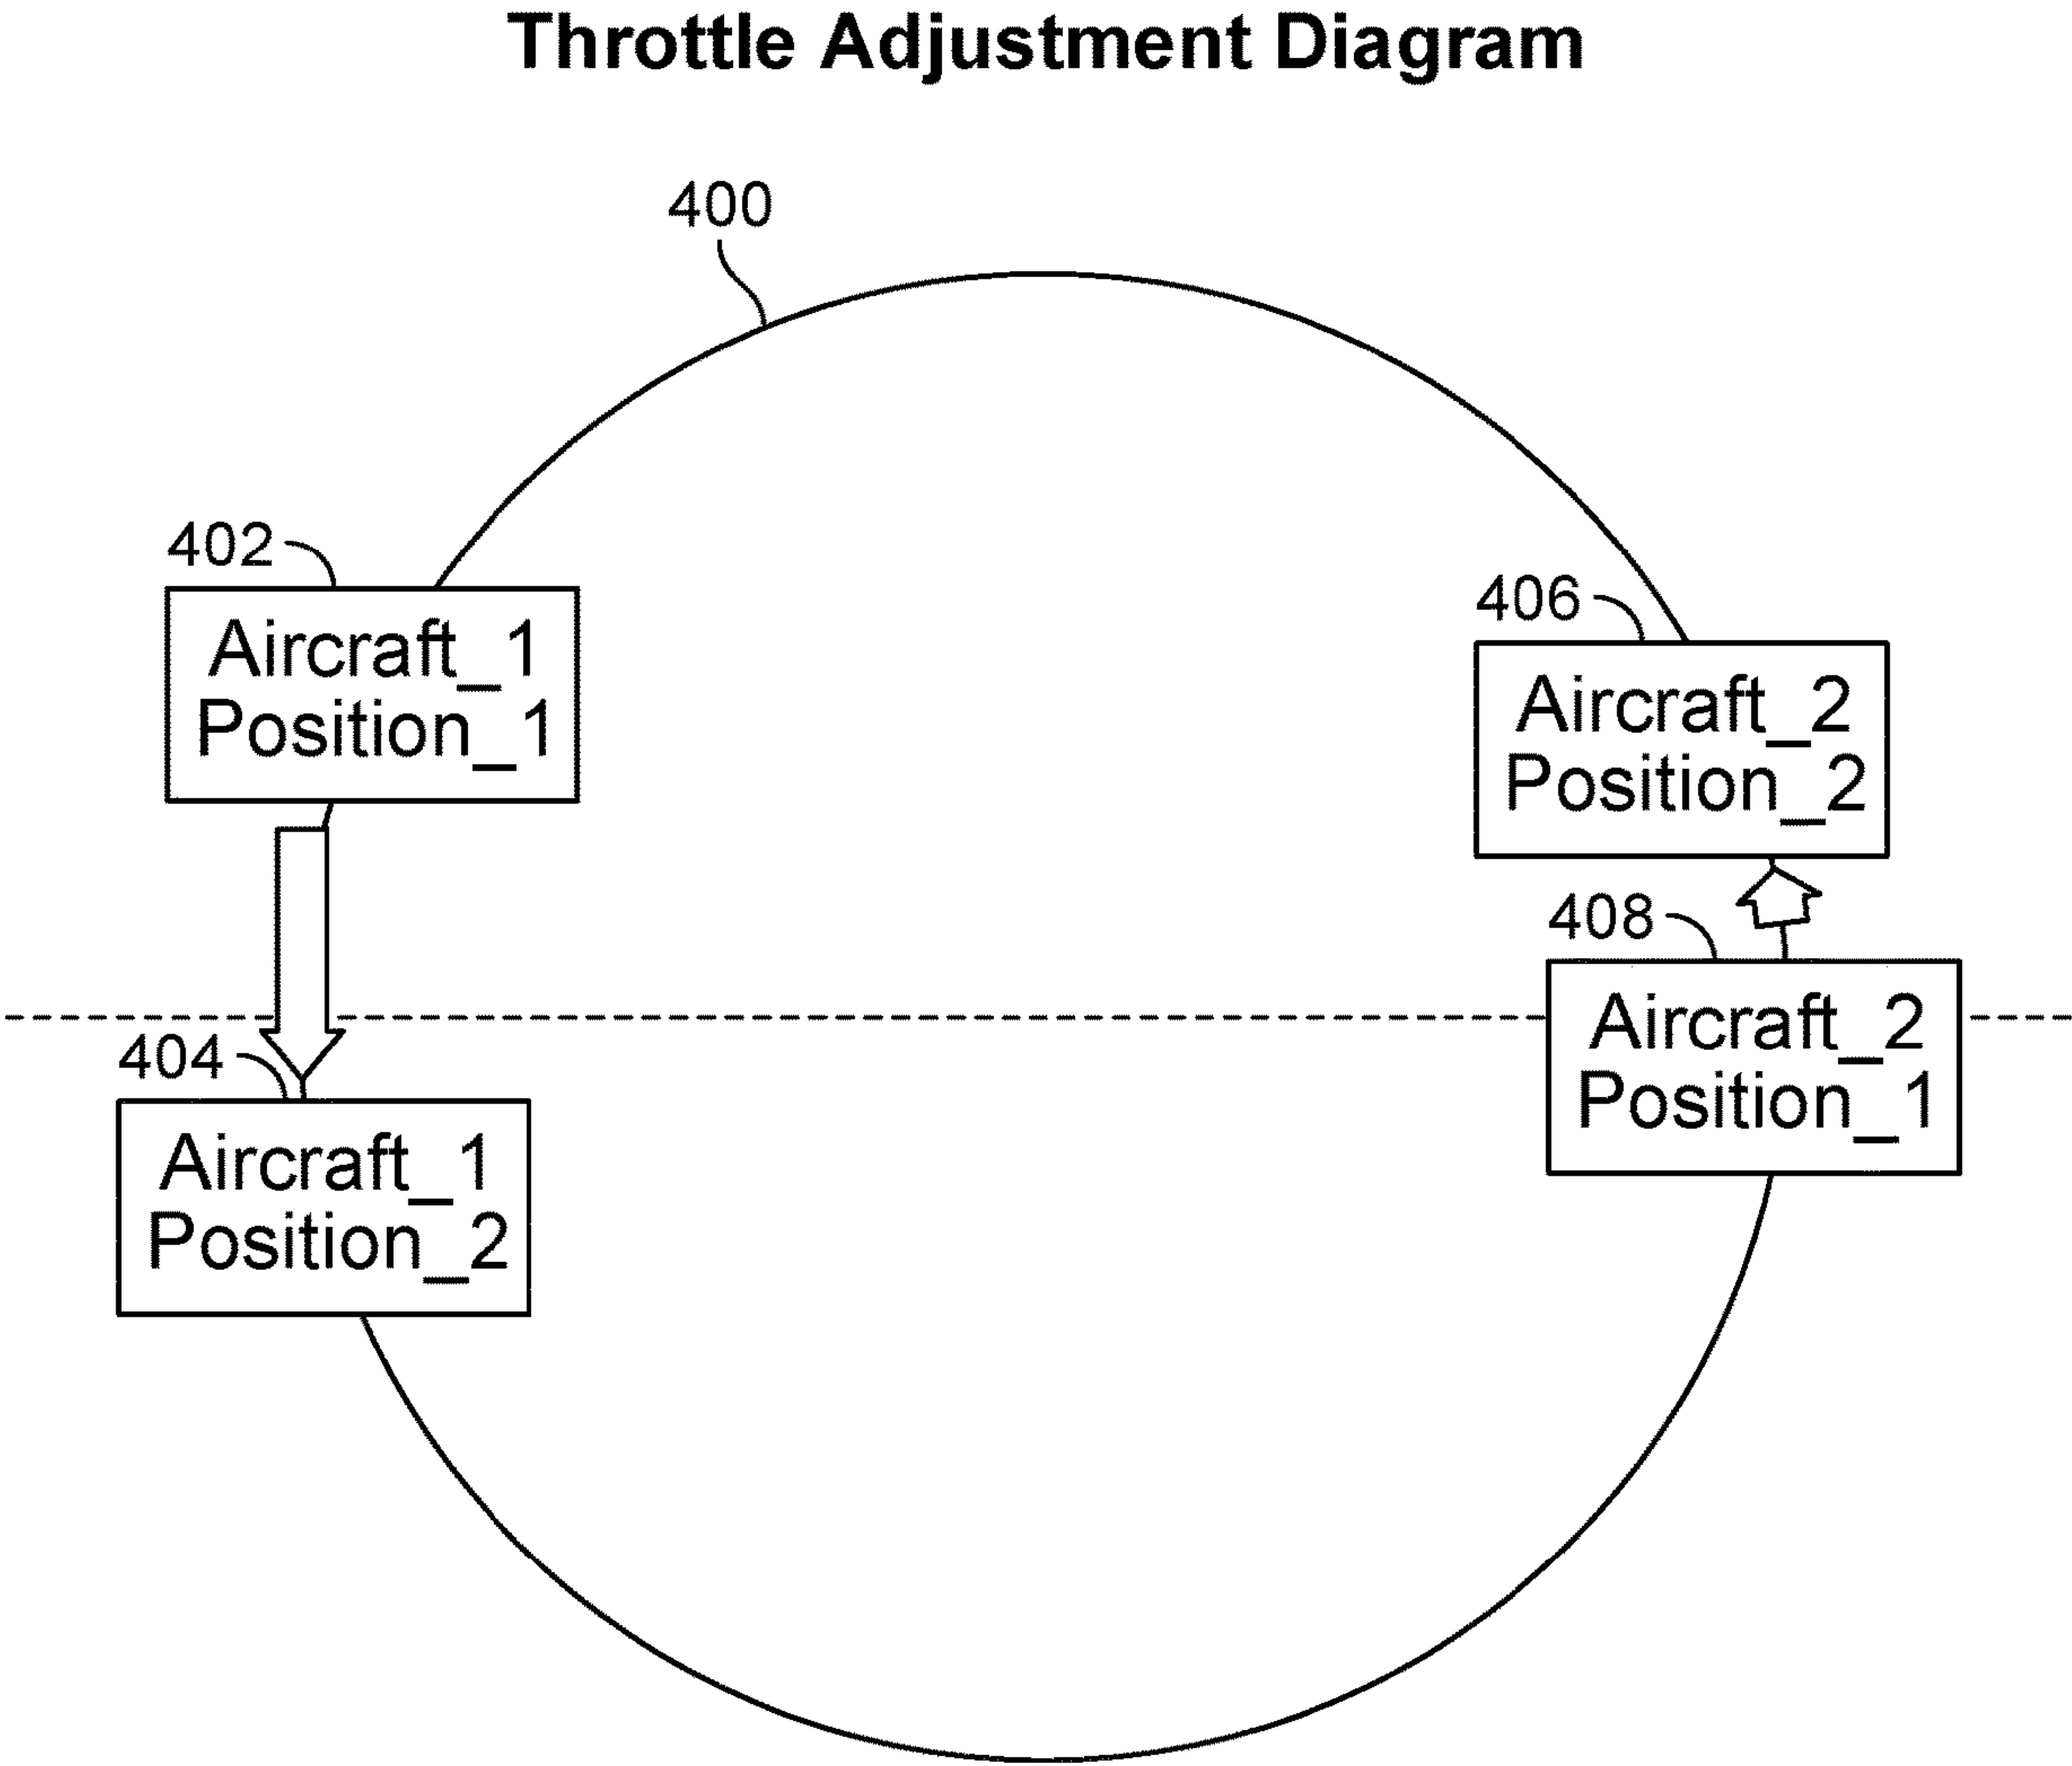 Throttle Adjustment Diagram
400
402
Aircraft_1
Position_1
406
Aircraft_2
Position_2
408
Aircraft_2
Position_1
404
Aircraft_1
Position_2